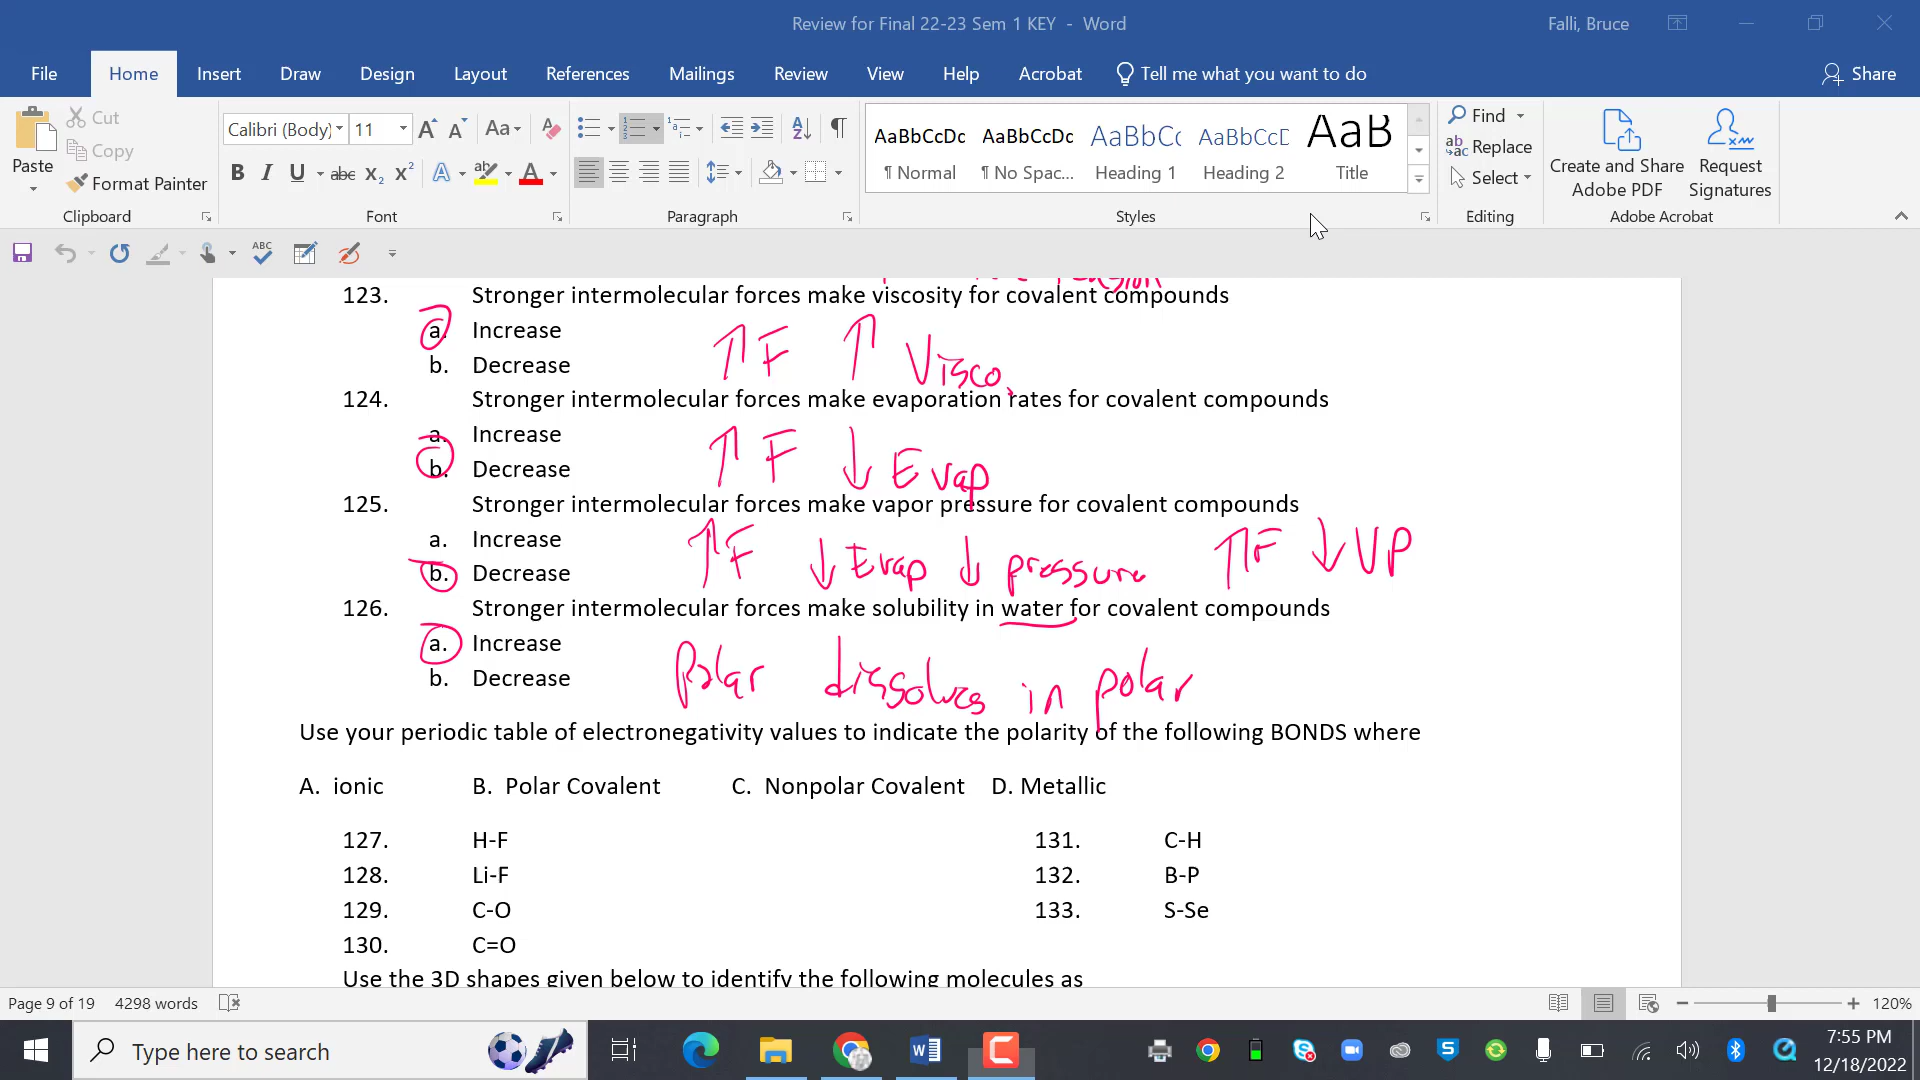 Review for Final 22-23 Sem 1 KEY - Word
Falli, Bruce
File Home Insert Draw Design Layout References Mailings Review View Help Acrobat Tell me what you want to do
Share
Paste
Cut
Copy
Format Painter
Clipboard
Calibri (Body) 11
Font
Paragraph
AaBbCcDc AaBbCcDc AaBbCc AaBbCcD AaB
¶ Normal ¶ No Spac... Heading 1 Heading 2 Title
Styles
Find
Replace
Select
Editing
Create and Share Adobe PDF
Request Signatures
Adobe Acrobat
ABC
123. Stronger intermolecular forces make viscosity for covalent compounds
a. Increase
b. Decrease
↑ F ↑ Visco.
124. Stronger intermolecular forces make evaporation rates for covalent compounds
a. Increase
b. Decrease
↑ F ↓ Evap
125. Stronger intermolecular forces make vapor pressure for covalent compounds
a. Increase
b. Decrease
↑F ↓ Evap ↓ pressure ↑F ↓ VP
126. Stronger intermolecular forces make solubility in water for covalent compounds
a. Increase
b. Decrease
Polar dissolves in polar
Use your periodic table of electronegativity values to indicate the polarity of the following BONDS where
A. ionic B. Polar Covalent C. Nonpolar Covalent D. Metallic
127. H-F
128. Li-F
129. C-O
130. C=O
131. C-H
132. B-P
133. S-Se
Use the 3D shapes given below to identify the following molecules as
Page 9 of 19 4298 words
120%
Type here to search
7:55 PM
12/18/2022